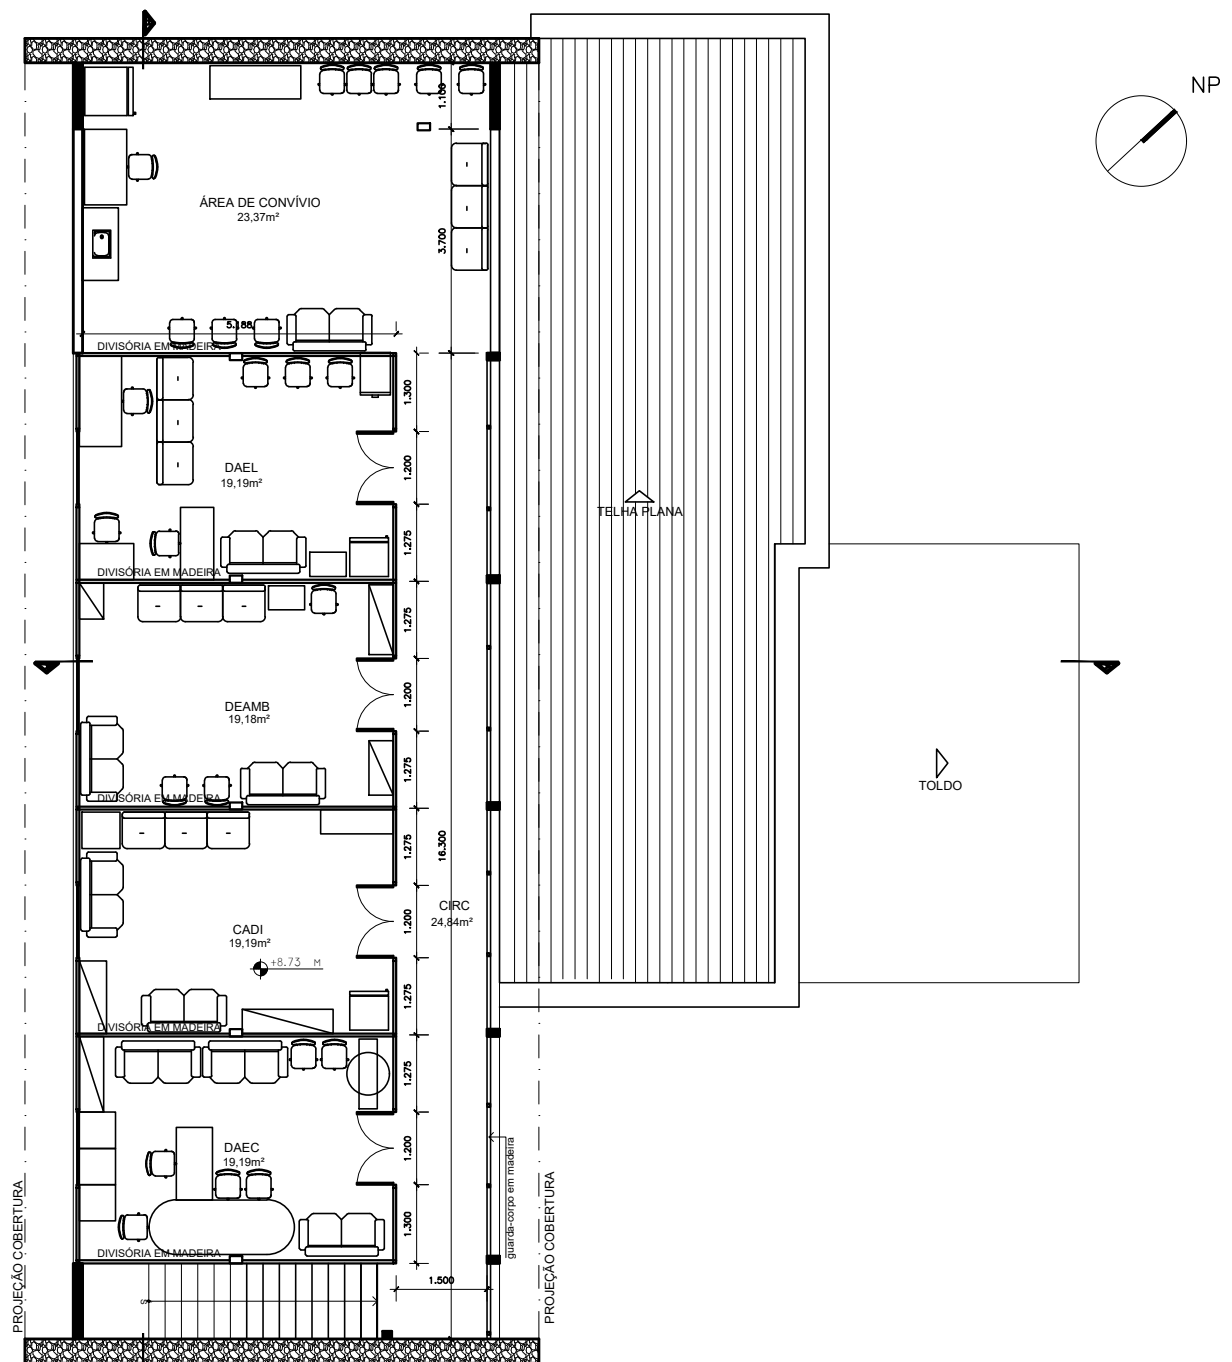 NP
1.100
ÁREA DE CONVÍVIO
23,37m²
3.700
5.188
DIVISÓRIA EM MADEIRA
1.300
DAEL
19,19m²
1.200
TELHA PLANA
1.275
DIVISÓRIA EM MADEIRA
1.275
DEAMB
19,18m²
1.200
1.275
TOLDO
DIVISÓRIA EM MADEIRA
1.275
16.300
CIRC
24,84m²
1.200
CADI
19,19m²
+8.73 M
1.275
DIVISÓRIA EM MADEIRA
1.275
DAEC
19,19m²
1.200
guarda-corpo em madeira
1.300
DIVISÓRIA EM MADEIRA
PROJEÇÃO COBERTURA
PROJEÇÃO COBERTURA
1.500
S